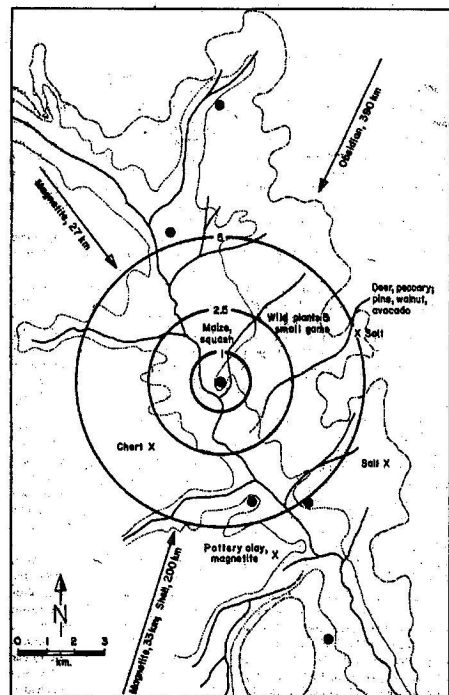 Obsidian, 390 km
Magnetite, 27 km
5
Deer, peccary;
pine, walnut,
avocado
2.5
Wild plants &
small game
Maize,
squash
Salt
1
Chert X
Salt X
Pottery clay,
magnetite X
Magnetite, 33 km, Shell, 200 km
N
0 1 2 3
km.